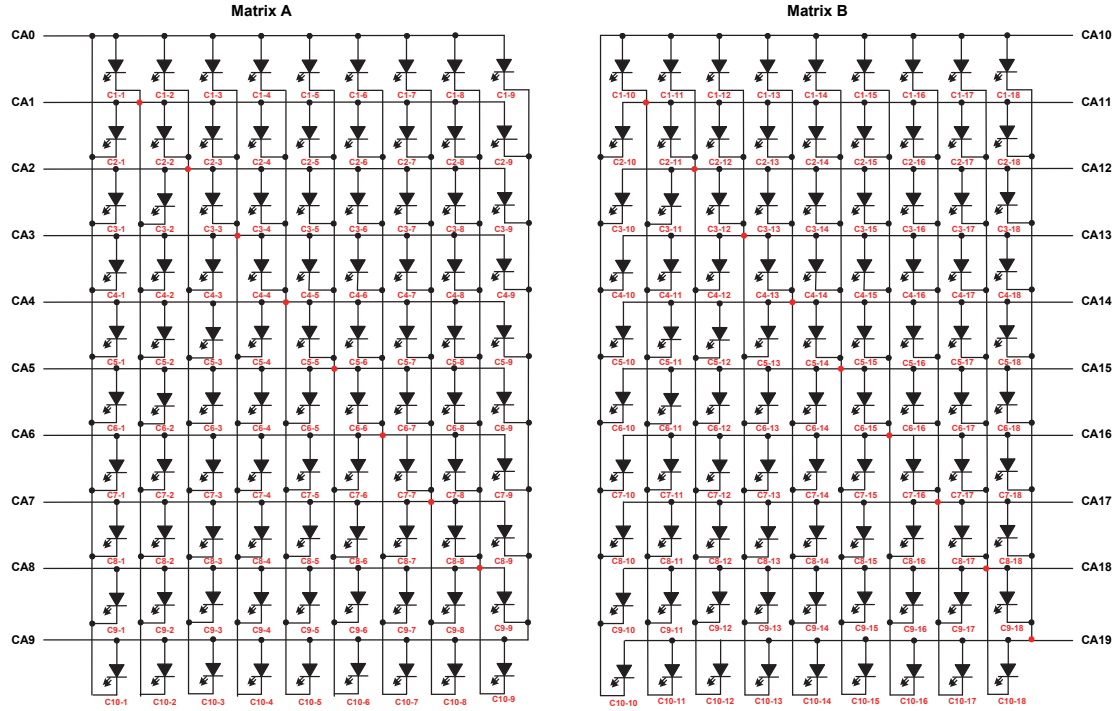 Matrix A Matrix B
CA0 CA10
C1-1 C1-2 C1-3 C1-4 C1-5 C1-6 C1-7 C1-8 C1-9 C1-10 C1-11 C1-12 C1-13 C1-14 C1-15 C1-16 C1-17 C1-18
CA1 CA11
C2-1 C2-2 C2-3 C2-4 C2-5 C2-6 C2-7 C2-8 C2-9 C2-10 C2-11 C2-12 C2-13 C2-14 C2-15 C2-16 C2-17 C2-18
CA2 CA12
C3-1 C3-2 C3-3 C3-4 C3-5 C3-6 C3-7 C3-8 C3-9 C3-10 C3-11 C3-12 C3-13 C3-14 C3-15 C3-16 C3-17 C3-18
CA3 CA13
C4-1 C4-2 C4-3 C4-4 C4-5 C4-6 C4-7 C4-8 C4-9 C4-10 C4-11 C4-12 C4-13 C4-14 C4-15 C4-16 C4-17 C4-18
CA4 CA14
C5-1 C5-2 C5-3 C5-4 C5-5 C5-6 C5-7 C5-8 C5-9 C5-10 C5-11 C5-12 C5-13 C5-14 C5-15 C5-16 C5-17 C5-18
CA5 CA15
C6-1 C6-2 C6-3 C6-4 C6-5 C6-6 C6-7 C6-8 C6-9 C6-10 C6-11 C6-12 C6-13 C6-14 C6-15 C6-16 C6-17 C6-18
CA6 CA16
C7-1 C7-2 C7-3 C7-4 C7-5 C7-6 C7-7 C7-8 C7-9 C7-10 C7-11 C7-12 C7-13 C7-14 C7-15 C7-16 C7-17 C7-18
CA7 CA17
C8-1 C8-2 C8-3 C8-4 C8-5 C8-6 C8-7 C8-8 C8-9 C8-10 C8-11 C8-12 C8-13 C8-14 C8-15 C8-16 C8-17 C8-18
CA8 CA18
C9-1 C9-2 C9-3 C9-4 C9-5 C9-6 C9-7 C9-8 C9-9 C9-10 C9-11 C9-12 C9-13 C9-14 C9-15 C9-16 C9-17 C9-18
CA9 CA19
C10-1 C10-2 C10-3 C10-4 C10-5 C10-6 C10-7 C10-8 C10-9 C10-10 C10-11 C10-12 C10-13 C10-14 C10-15 C10-16 C10-17 C10-18